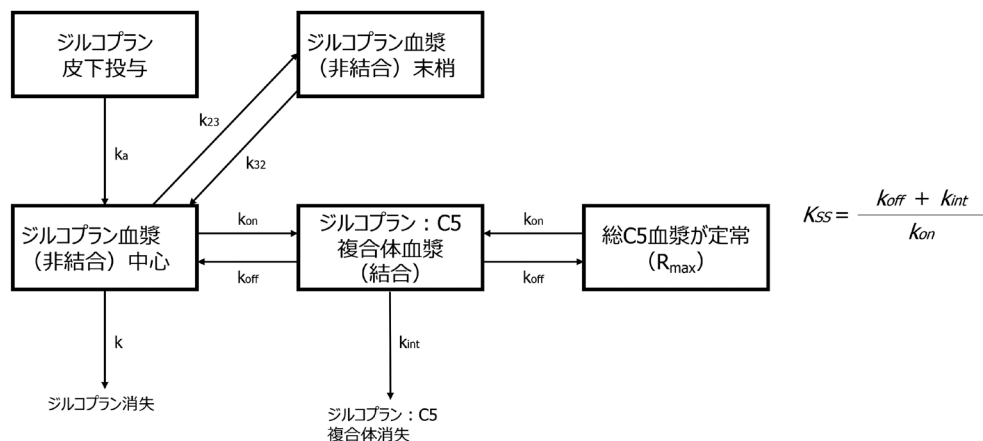 ジルコプラン
皮下投与
ジルコプラン血漿
（非結合）末梢
k23
k32
ka
ジルコプラン血漿
（非結合）中心
kon
koff
ジルコプラン：C5
複合体血漿
（結合）
kon
koff
総C5血漿が定常
（Rmax）
KSS = koff + kint
kon
k
kint
ジルコプラン消失
ジルコプラン：C5
複合体消失